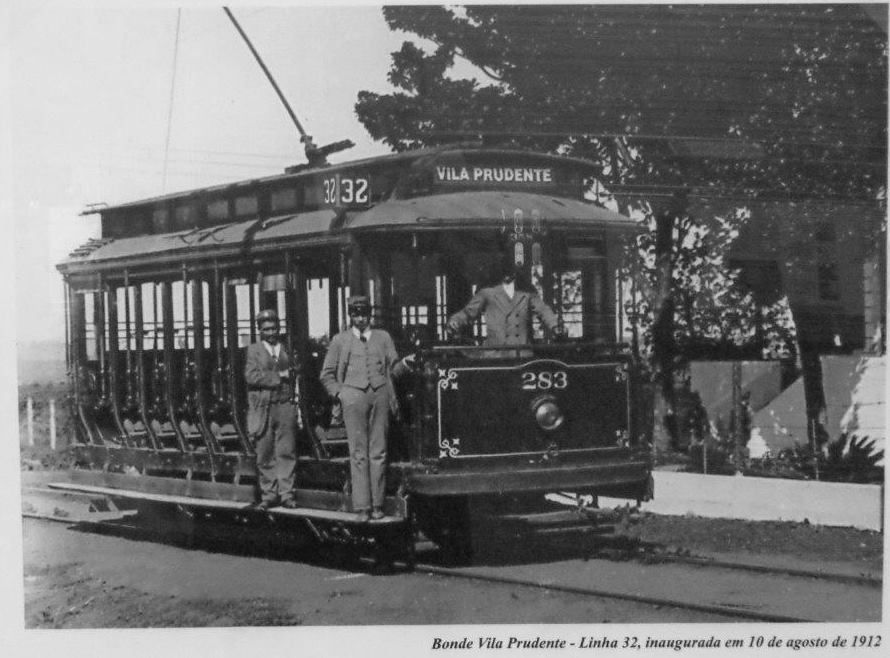 VILA PRUDENTE
32 32
283
Bonde Vila Prudente - Linha 32, inaugurada em 10 de agosto de 1912